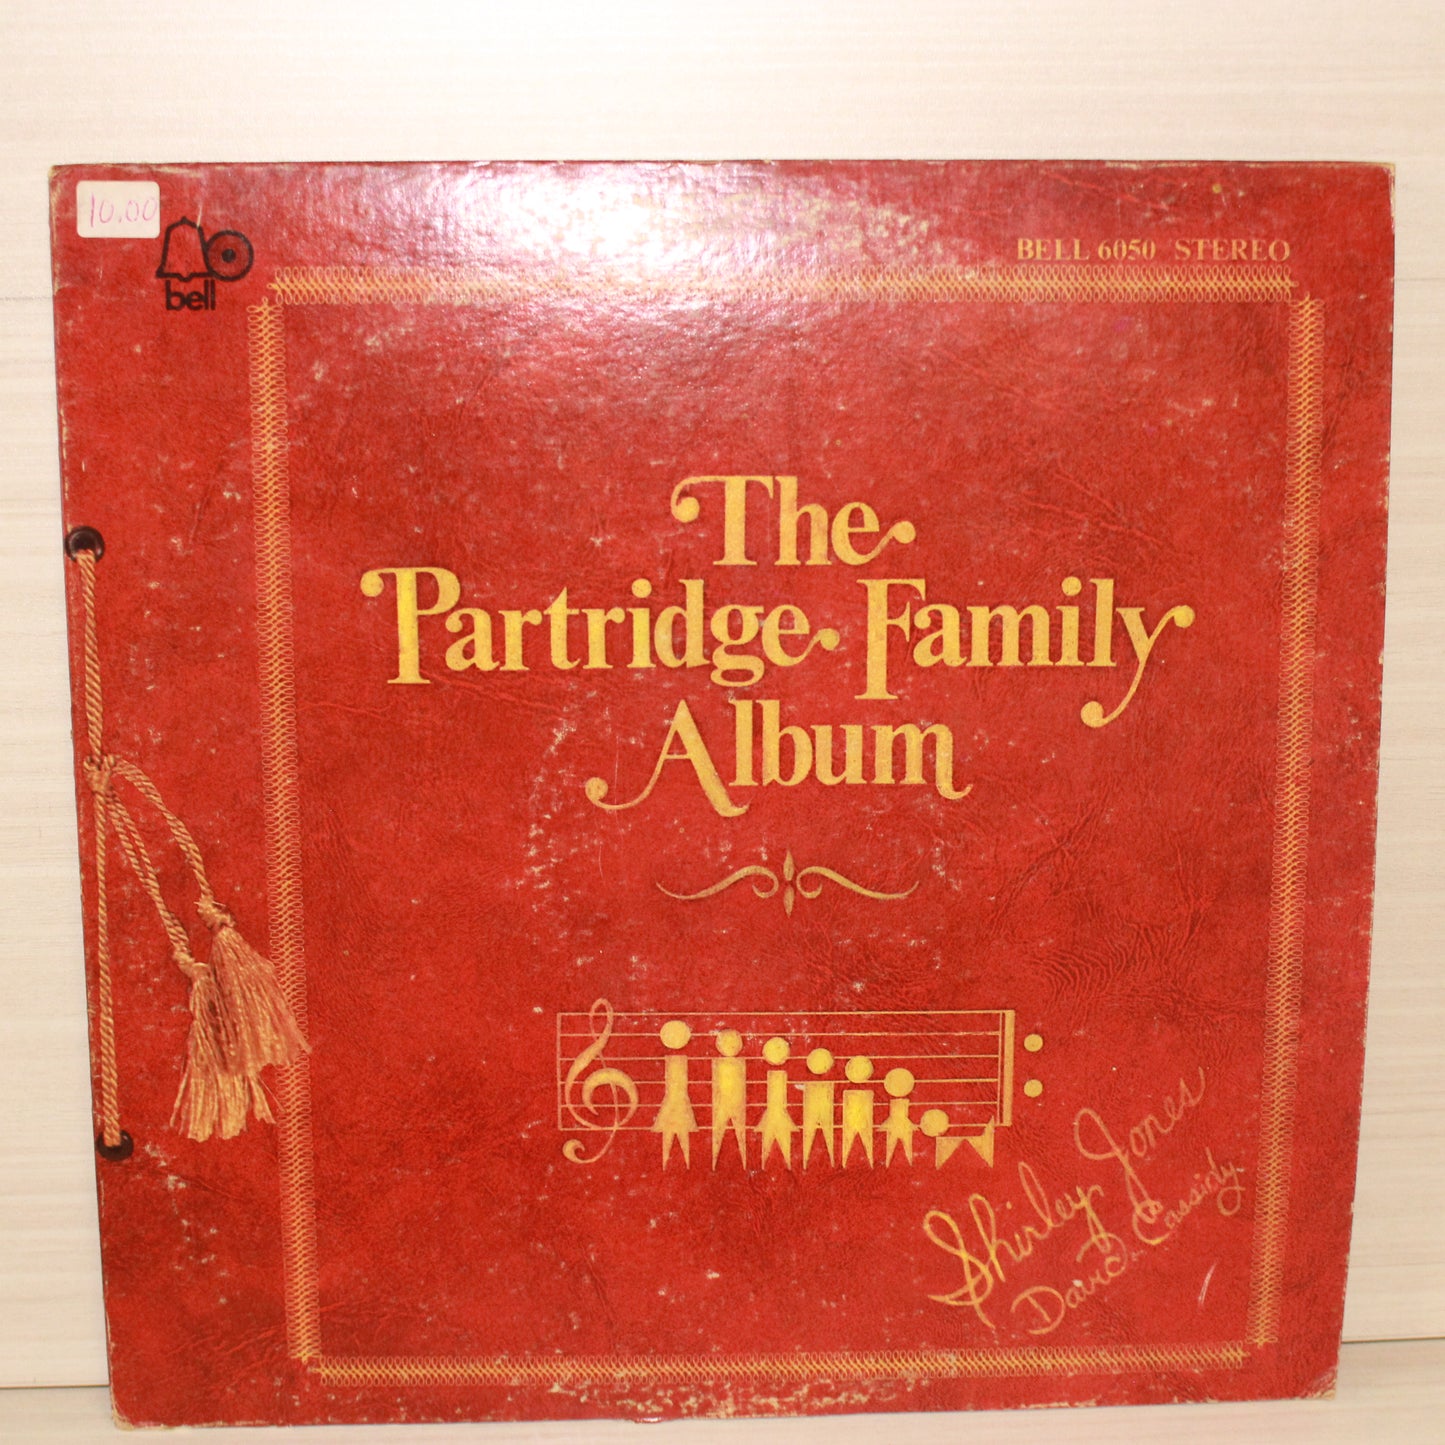 10.00
bell
BELL 6050 STEREO
The
Partridge Family
Album
Shirley Jones
David Cassidy